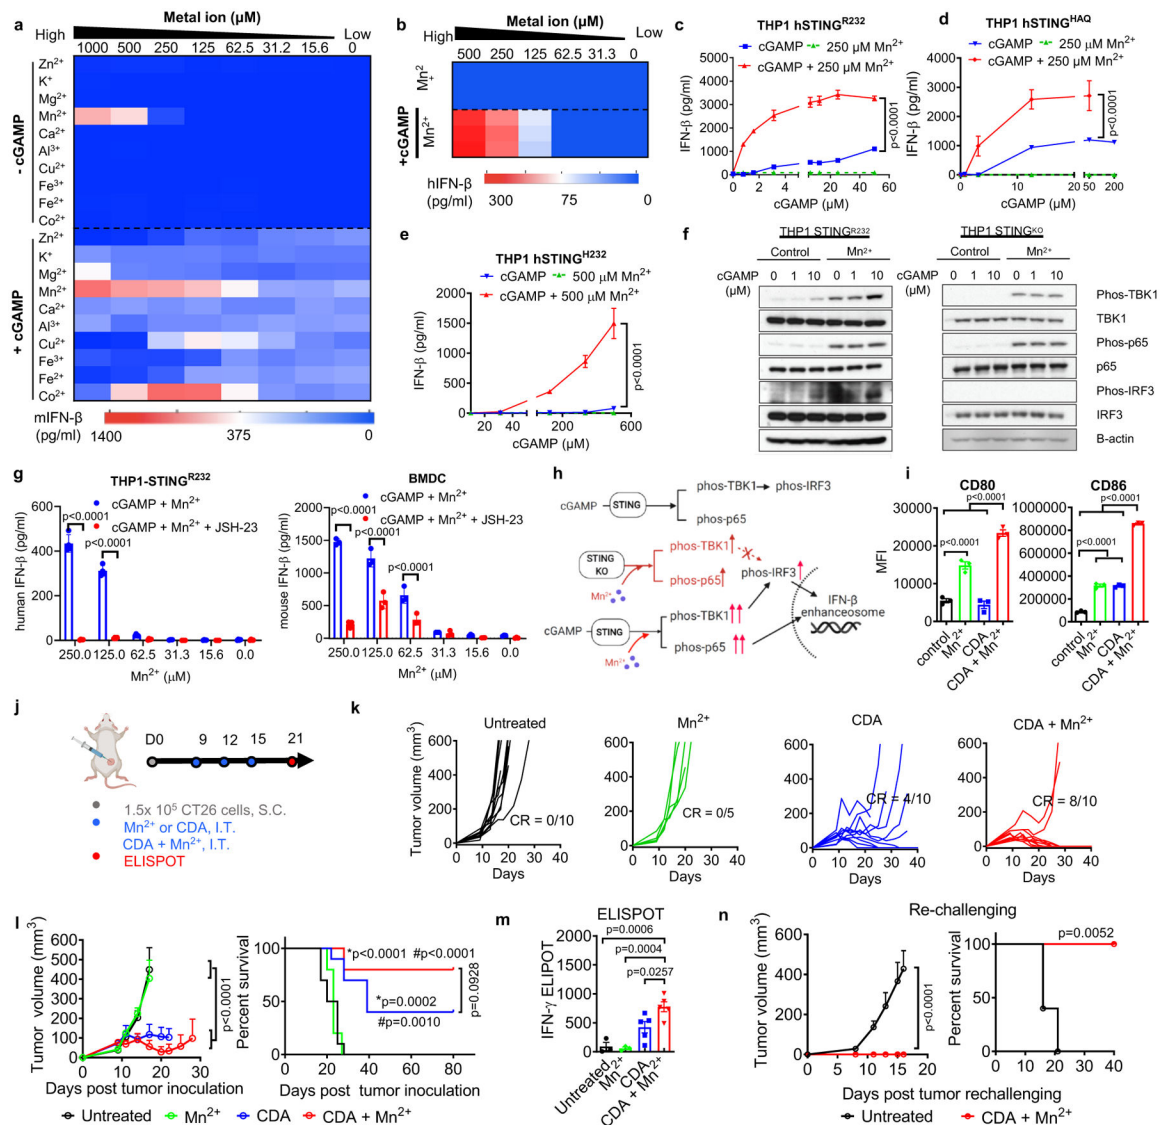 a
Metal ion (µM)
High
Low
1000 500 250 125 62.5 31.2 15.6 0
- cGAMP
Zn2+
K+
Mg2+
Mn2+
Ca2+
Al3+
Cu2+
Fe3+
Fe2+
Co2+
+ cGAMP
Zn2+
K+
Mg2+
Mn2+
Ca2+
Al3+
Cu2+
Fe3+
Fe2+
Co2+
mIFN-β
(pg/ml)
1400 375 0
b
Metal ion (µM)
High
Low
500 250 125 62.5 31.3 0
Mn2+
+cGAMP
Mn2+
hIFN-β
(pg/ml)
300 75 0
c
THP1 hSTINGR232
cGAMP 250 µM Mn2+
cGAMP + 250 µM Mn2+
IFN-β (pg/ml)
5000
4000
3000
2000
1000
0
p<0.0001
0 2 4 20 40 60
cGAMP (µM)
d
THP1 hSTINGHAQ
cGAMP 250 µM Mn2+
cGAMP + 250 µM Mn2+
IFN-β (pg/ml)
4000
3000
2000
1000
0
p<0.0001
0 10 20 50 200
cGAMP (µM)
e
THP1 hSTINGH232
cGAMP 500 µM Mn2+
cGAMP + 500 µM Mn2+
IFN-β (pg/ml)
2000
1500
1000
500
0
p<0.0001
20 40 200 600
cGAMP (µM)
f
THP1 STINGR232
THP1 STINGKO
Control Mn2+
Control Mn2+
cGAMP
(µM)
0 1 10 0 1 10
cGAMP
(µM)
0 1 10 0 1 10
Phos-TBK1
TBK1
Phos-p65
p65
Phos-IRF3
IRF3
B-actin
g
THP1-STINGR232
human IFN-β (pg/ml)
600
400
200
0
cGAMP + Mn2+
cGAMP + Mn2+ + JSH-23
p<0.0001
p<0.0001
250.0 125.0 62.5 31.3 15.6 0.0
Mn2+ (µM)
BMDC
mouse IFN-β (pg/ml)
2000
1500
1000
500
0
cGAMP + Mn2+
cGAMP + Mn2+ + JSH-23
p<0.0001
p<0.0001
p<0.0001
250.0 125.0 62.5 31.3 15.6 0.0
Mn2+ (µM)
h
cGAMP
STING
phos-TBK1 phos-IRF3
phos-p65
STING
KO
Mn2+
phos-TBK1
phos-p65
phos-IRF3
IFN-β
enhanceosome
cGAMP
STING
Mn2+
phos-TBK1
phos-p65
i
CD80
MFI
30000
20000
10000
0
p<0.0001
p<0.0001
control
Mn2+
CDA
CDA + Mn2+
CD86
1000000
800000
600000
400000
200000
0
p<0.0001
p<0.0001
control
Mn2+
CDA
CDA + Mn2+
j
D0 9 12 15 21
1.5x 105 CT26 cells, S.C.
Mn2+ or CDA, I.T.
CDA + Mn2+, I.T.
ELISPOT
k
Tumor volume (mm3)
Untreated
600
400
200
0
CR = 0/10
0 10 20 30 40
Days
Mn2+
600
400
200
0
CR = 0/5
0 10 20 30 40
Days
CDA
600
400
200
0
CR = 4/10
0 10 20 30 40
Days
CDA + Mn2+
600
400
200
0
CR = 8/10
0 10 20 30 40
Days
l
Tumor volume (mm3)
600
500
400
300
200
100
0
p<0.0001
0 10 20 30
Days post tumor inoculation
Percent survival
100
50
0
*p<0.0001 #p<0.0001
*p=0.0002
#p=0.0010
p=0.0928
0 20 40 60 80
Days post tumor inoculation
Untreated Mn2+ CDA CDA + Mn2+
m
ELISPOT
IFN-γ ELIPOT
2000
1500
1000
500
0
p=0.0006
p=0.0004
p=0.0257
Untreated
Mn2+
CDA
CDA + Mn2+
n
Re-challenging
Tumor volume (mm3)
600
500
400
300
200
100
0
p<0.0001
0 5 10 15 20
Percent survival
100
50
0
p=0.0052
0 10 20 30 40
Days post tumor rechallenging
Untreated CDA + Mn2+